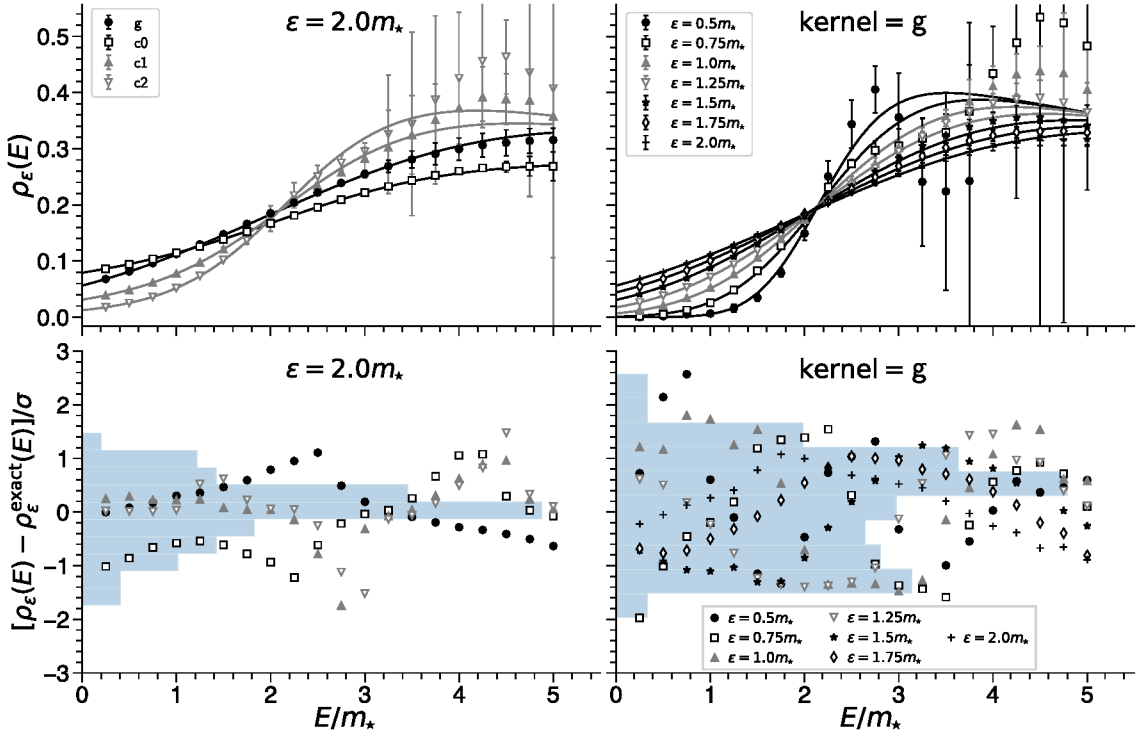 ε = 2.0m⋆
g
c0
c1
c2
0.5
0.4
0.3
0.2
0.1
0.0
ρε(E)
kernel = g
ε = 0.5m⋆
ε = 0.75m⋆
ε = 1.0m⋆
ε = 1.25m⋆
ε = 1.5m⋆
ε = 1.75m⋆
ε = 2.0m⋆
ε = 2.0m⋆
3
2
1
0
−1
−2
−3
[ρε(E) − ρε^exact(E)]/σ
0 1 2 3 4 5
E/m⋆
kernel = g
ε = 0.5m⋆ ε = 1.25m⋆
ε = 0.75m⋆ ε = 1.5m⋆ ε = 2.0m⋆
ε = 1.0m⋆ ε = 1.75m⋆
0 1 2 3 4 5
E/m⋆